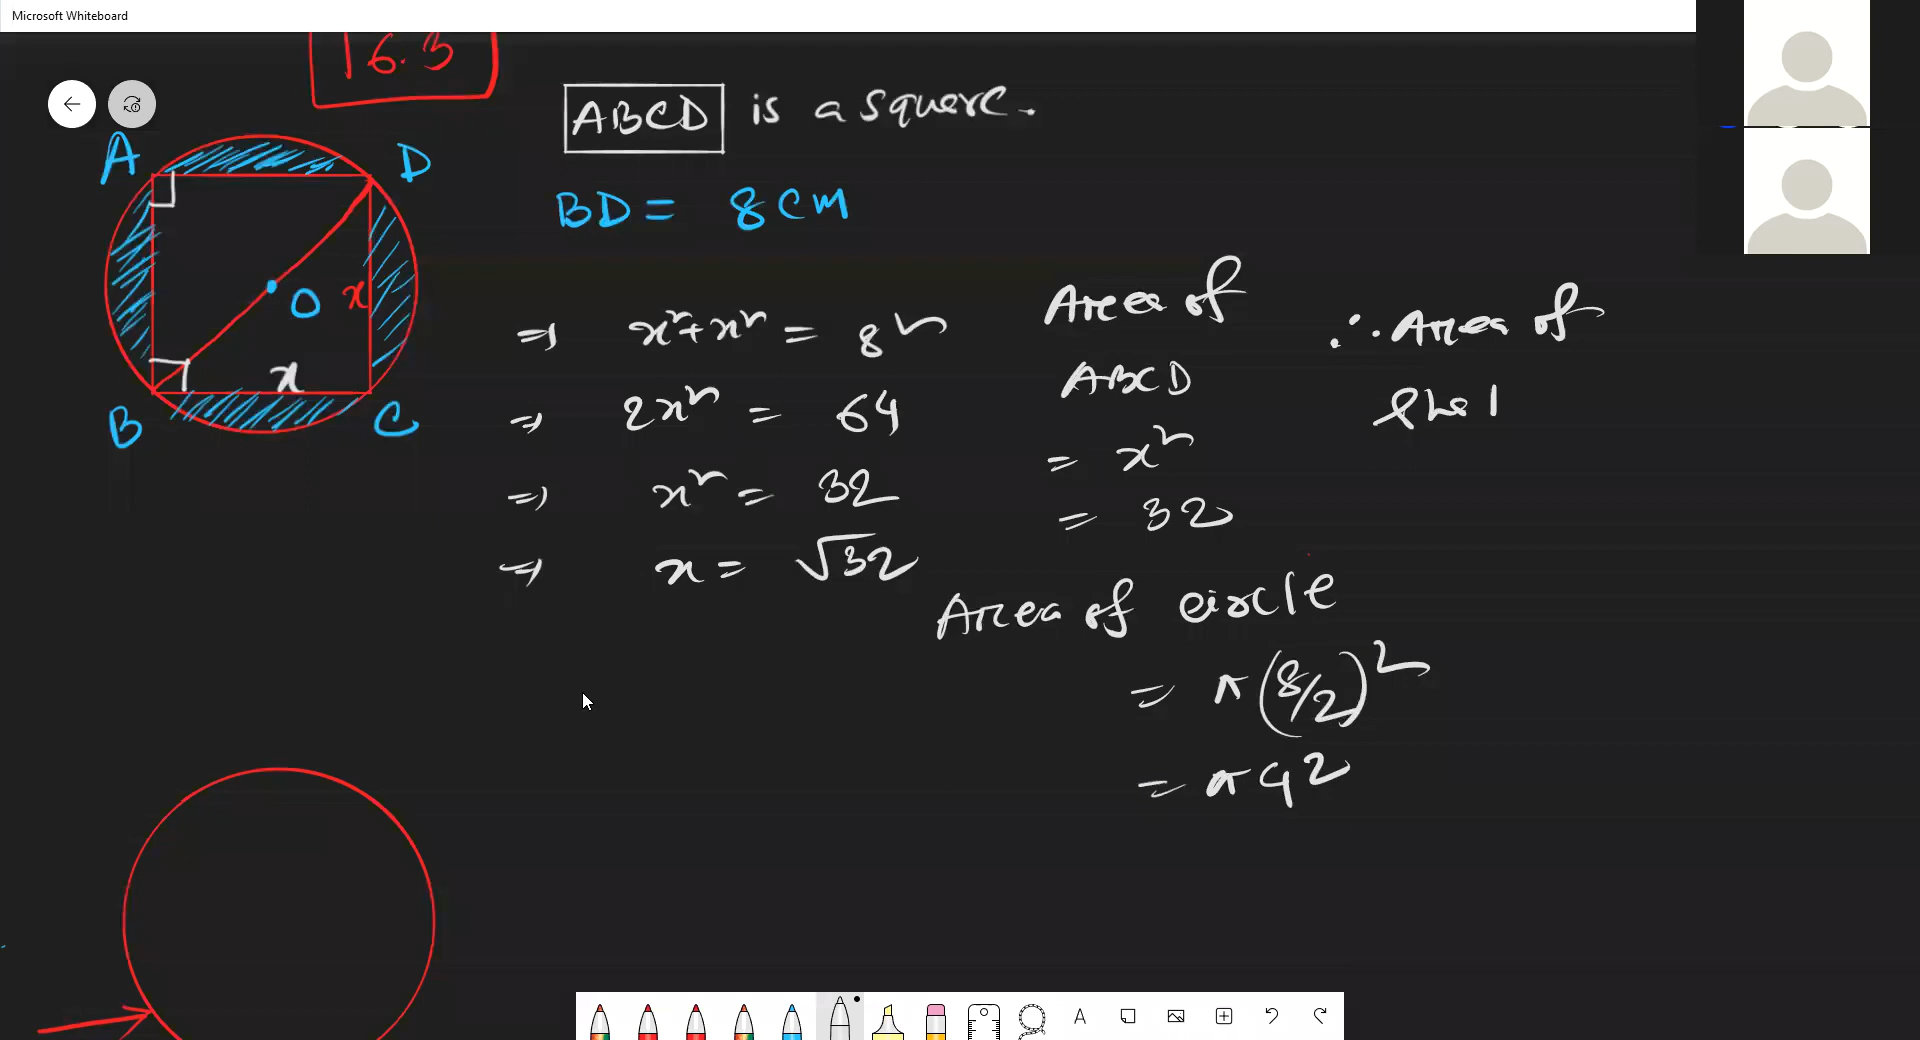 Microsoft Whiteboard
16.3
ABCD is a square.
A
D
BD = 8 cm
O
x
x
B
C
⇒ x²+x² = 8²
⇒ 2x² = 64
⇒ x² = 32
⇒ x = √32
Area of
ABCD
= x²
= 32
Area of circle
= π(8/2)²
= π4²
∴ Area of
A